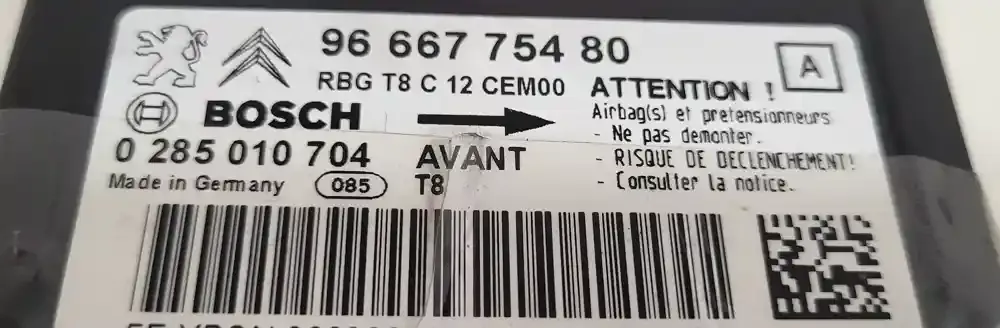 96 667 754 80
RBG T8 C 12 CEM00
A
ATTENTION !
Airbag(s) et pretensionneurs
- Ne pas demonter.
- RISQUE DE DECLENCHEMENT!
- Consulter la notice.
BOSCH
0 285 010 704
AVANT
Made in Germany
085
T8